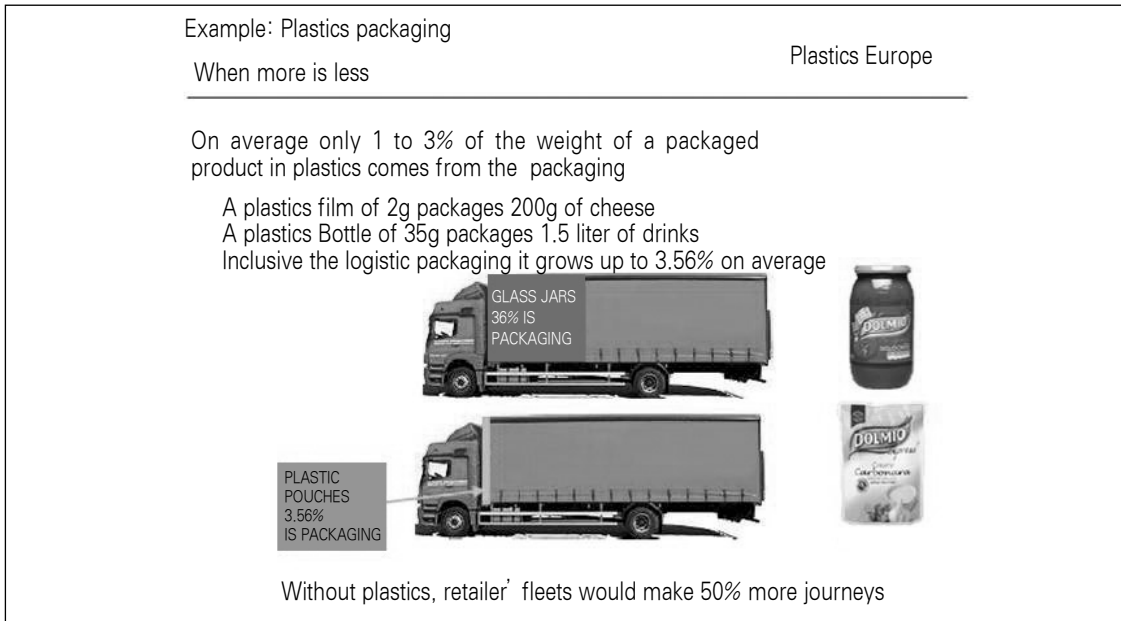 Example: Plastics packaging
Plastics Europe
When more is less
On average only 1 to 3% of the weight of a packaged
product in plastics comes from the packaging
A plastics film of 2g packages 200g of cheese
A plastics Bottle of 35g packages 1.5 liter of drinks
Inclusive the logistic packaging it grows up to 3.56% on average
GLASS JARS
36% IS
PACKAGING
DOLMIO
PLASTIC
POUCHES
3.56%
IS PACKAGING
DOLMIO
Carbonara
Without plastics, retailer’ fleets would make 50% more journeys